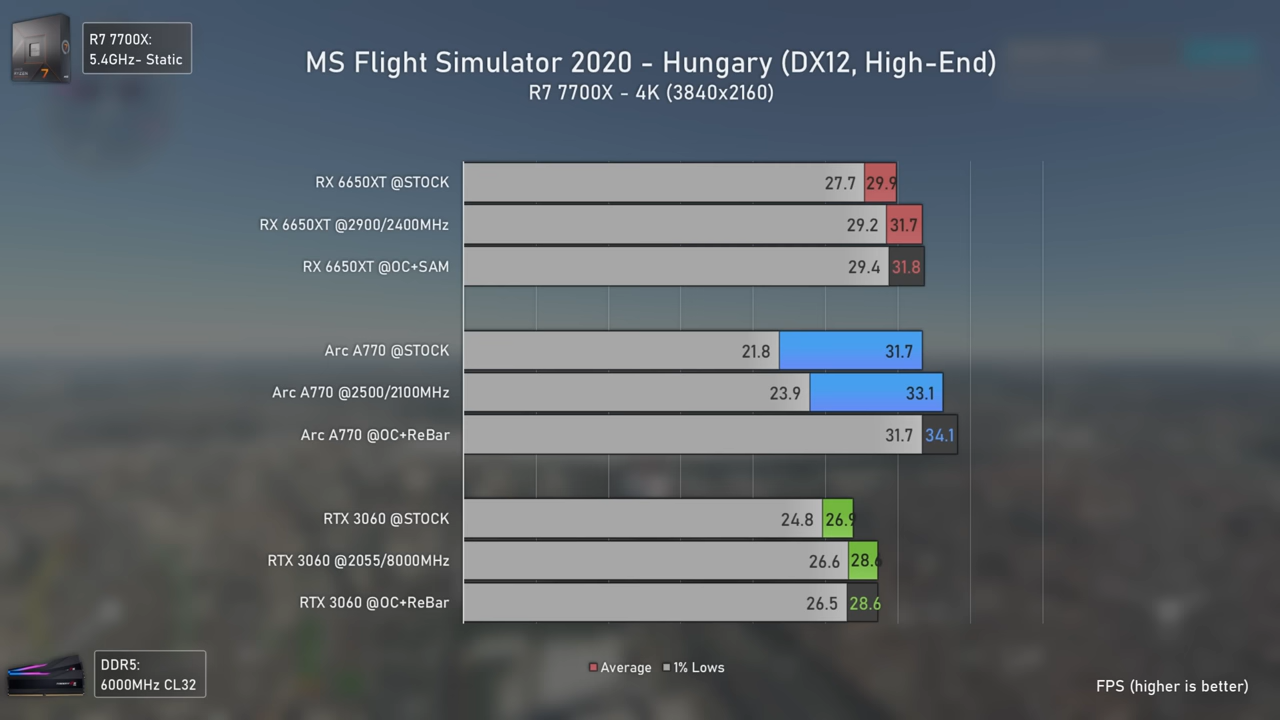 R7 7700X:
5.4GHz- Static
MS Flight Simulator 2020 - Hungary (DX12, High-End)
R7 7700X - 4K (3840x2160)
RX 6650XT @STOCK 27.7 29.9
RX 6650XT @2900/2400MHz 29.2 31.7
RX 6650XT @OC+SAM 29.4 31.8
Arc A770 @STOCK 21.8 31.7
Arc A770 @2500/2100MHz 23.9 33.1
Arc A770 @OC+ReBar 31.7 34.1
RTX 3060 @STOCK 24.8 26.9
RTX 3060 @2055/8000MHz 26.6 28.6
RTX 3060 @OC+ReBar 26.5 28.6
DDR5:
6000MHz CL32
Average 1% Lows
FPS (higher is better)